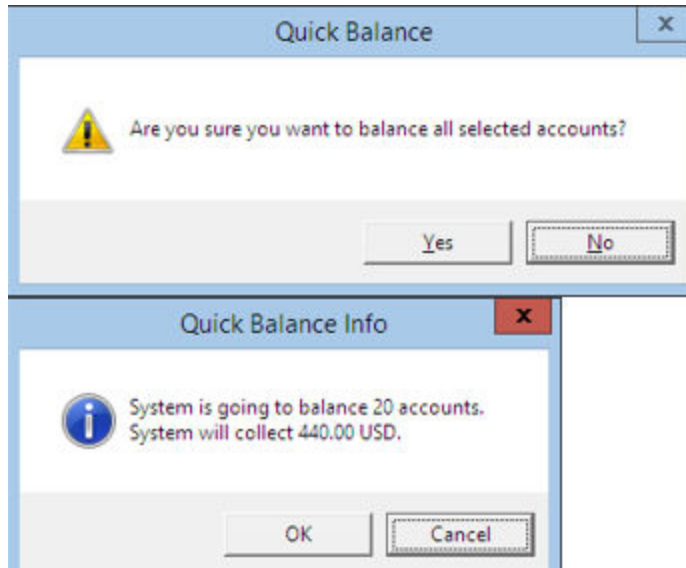 Quick Balance
x
Are you sure you want to balance all selected accounts?
Yes
No
Quick Balance Info
x
System is going to balance 20 accounts.
System will collect 440.00 USD.
OK
Cancel